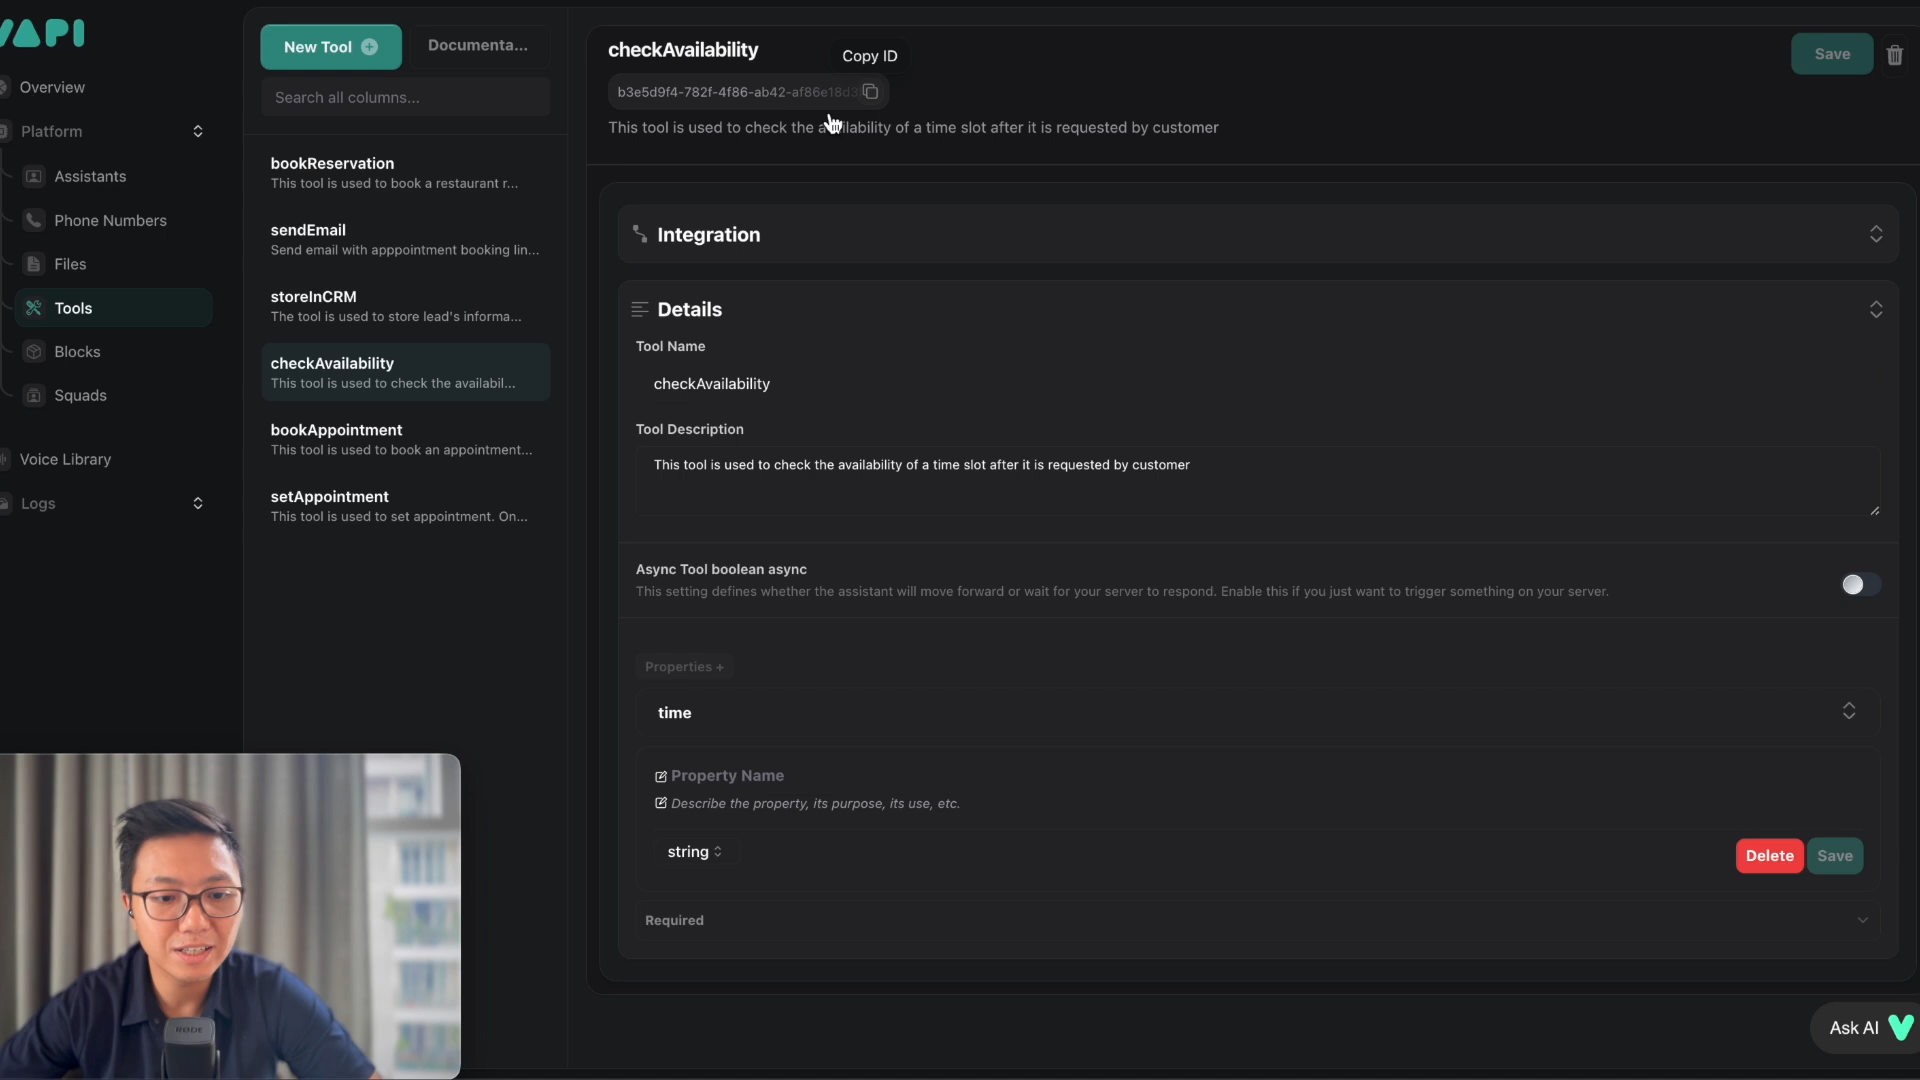 VAPI
Overview
Platform
Assistants
Phone Numbers
Files
Tools
Blocks
Squads
Voice Library
Logs
New Tool
Documenta...
Search all columns...
bookReservation
This tool is used to book a restaurant r...
sendEmail
Send email with apppointment booking lin...
storeInCRM
The tool is used to store lead's informa...
checkAvailability
This tool is used to check the availabil...
bookAppointment
This tool is used to book an appointment...
setAppointment
This tool is used to set appointment. On...
checkAvailability
Copy ID
Save
b3e5d9f4-782f-4f86-ab42-af86e18d3
This tool is used to check the availability of a time slot after it is requested by customer
Integration
Details
Tool Name
checkAvailability
Tool Description
This tool is used to check the availability of a time slot after it is requested by customer
Async Tool boolean async
This setting defines whether the assistant will move forward or wait for your server to respond. Enable this if you just want to trigger something on your server.
Properties +
time
Property Name
Describe the property, its purpose, its use, etc.
string
Delete
Save
Required
Ask AI
RØDE